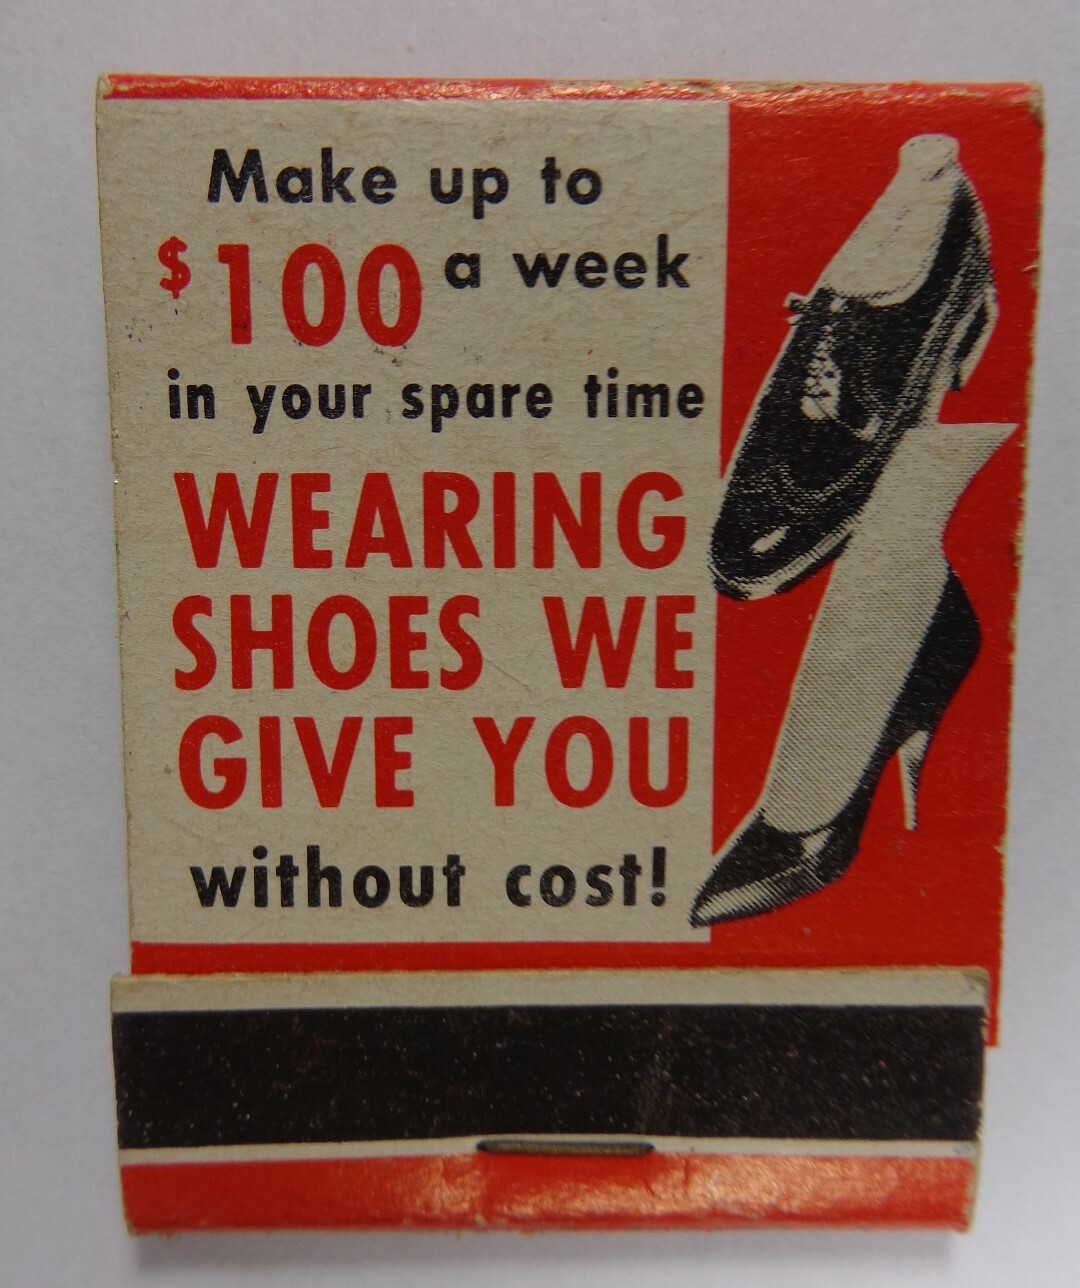 Make up to
$100 a week
in your spare time
WEARING
SHOES WE
GIVE YOU
without cost!